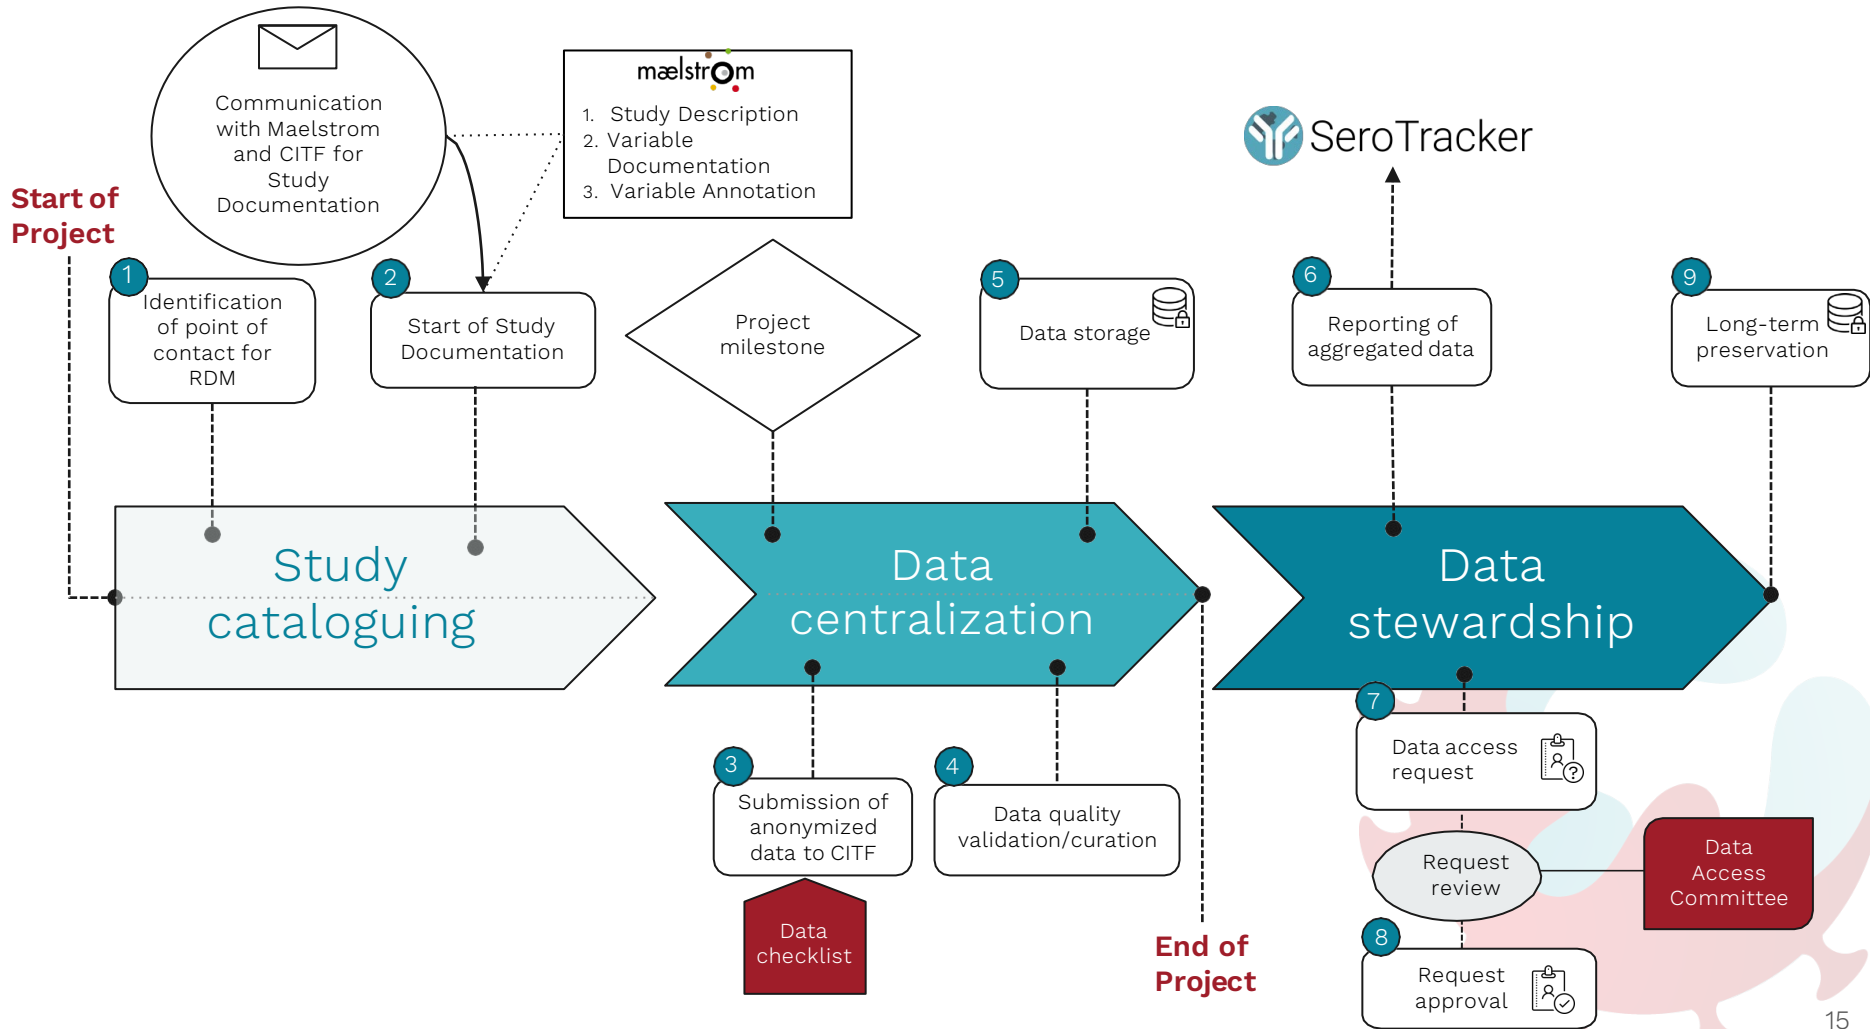 Communication
with Maelstrom
and CITF for
Study
Documentation
mælstrom
1. Study Description
2. Variable
Documentation
3. Variable Annotation
SeroTracker
Start of
Project
1
Identification
of point of
contact for
RDM
2
Start of Study
Documentation
Project
milestone
5
Data storage
6
Reporting of
aggregated data
9
Long-term
preservation
Study
cataloguing
Data
centralization
Data
stewardship
3
Submission of
anonymized
data to CITF
Data
checklist
4
Data quality
validation/curation
End of
Project
7
Data access
request
?
Request
review
Data
Access
Committee
8
Request
approval
15